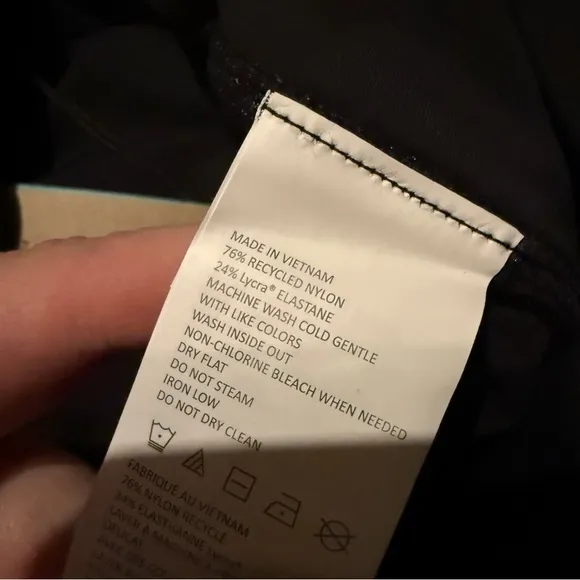 MADE IN VIETNAM
76% RECYCLED NYLON
24% Lycra® ELASTANE
MACHINE WASH COLD GENTLE
WITH LIKE COLORS
WASH INSIDE OUT
NON-CHLORINE BLEACH WHEN NEEDED
DRY FLAT
DO NOT STEAM
IRON LOW
DO NOT DRY CLEAN
FABRIQUE AU VIETNAM
76% NYLON RECYCLE